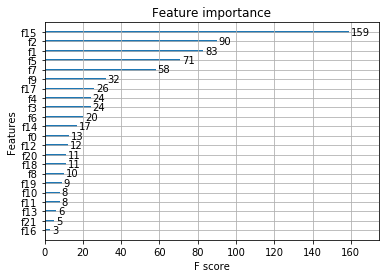 Feature importance
Features
f15 159
f2 90
f1 83
f5 71
f7 58
f9 32
f17 26
f4 24
f3 24
f6 20
f14 17
f0 13
f12 12
f20 11
f18 11
f8 10
f19 9
f10 8
f11 8
f13 6
f21 5
f16 3
0 20 40 60 80 100 120 140 160
F score